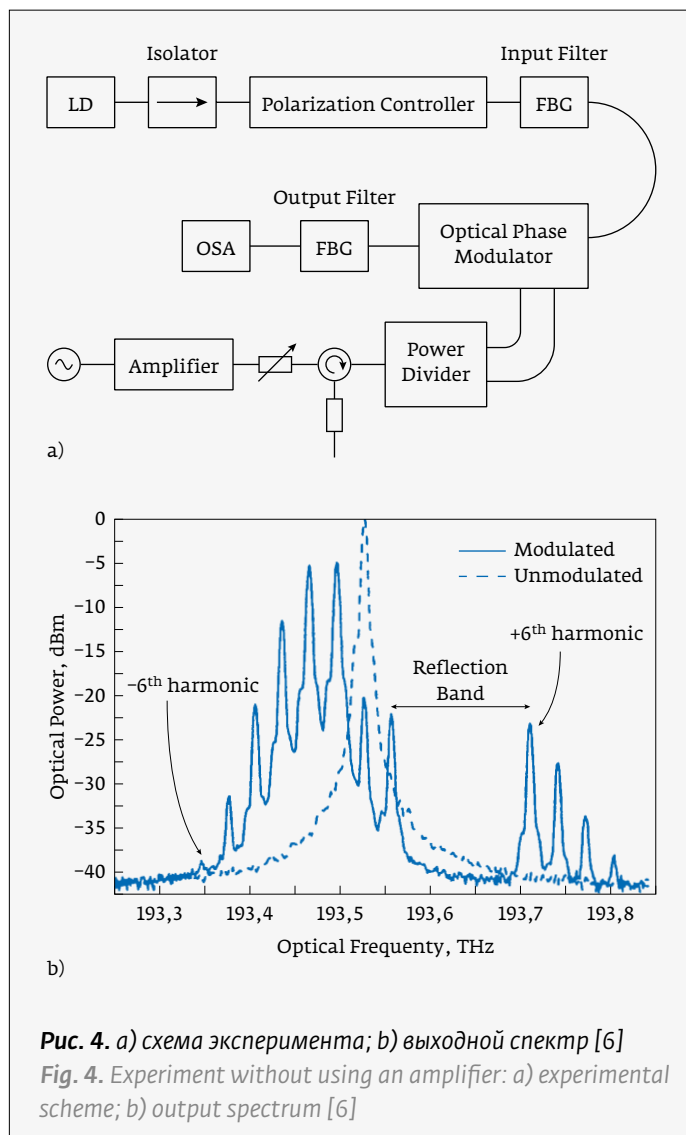 Isolator
Input Filter
LD
Polarization Controller
FBG
Output Filter
OSA
FBG
Optical Phase
Modulator
Amplifier
Power
Divider
a)
0
–5
–10
–15
–20
–25
–30
–35
–40
Optical Power, dBm
Modulated
Unmodulated
+6th harmonic
Reflection
Band
–6th harmonic
193,3
193,4
193,5
193,6
193,7
193,8
Optical Frequenty, THz
b)
Рис. 4. а) схема эксперимента; b) выходной спектр [6]
Fig. 4. Experiment without using an amplifier: a) experimental
scheme; b) output spectrum [6]